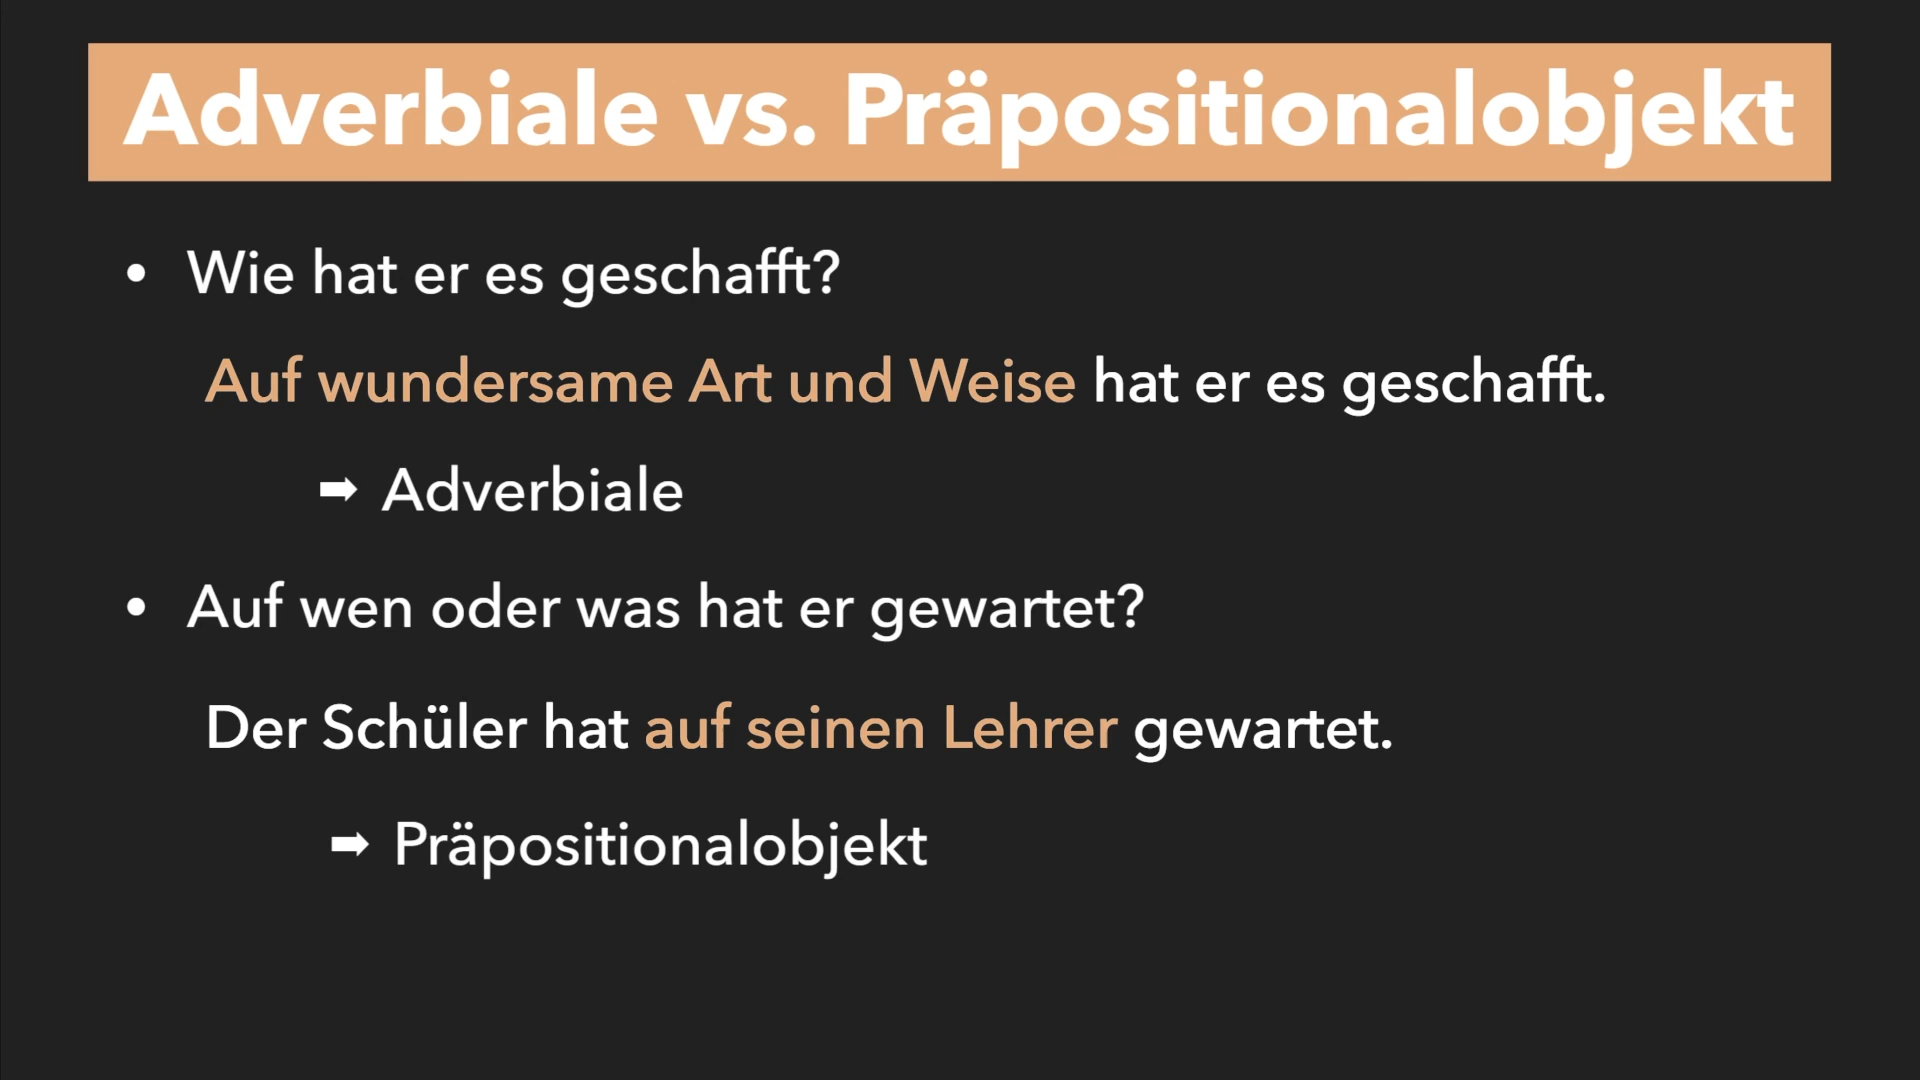 Adverbiale vs. Präpositionalobjekt
• Wie hat er es geschafft?
Auf wundersame Art und Weise hat er es geschafft.
➡ Adverbiale
• Auf wen oder was hat er gewartet?
Der Schüler hat auf seinen Lehrer gewartet.
➡ Präpositionalobjekt